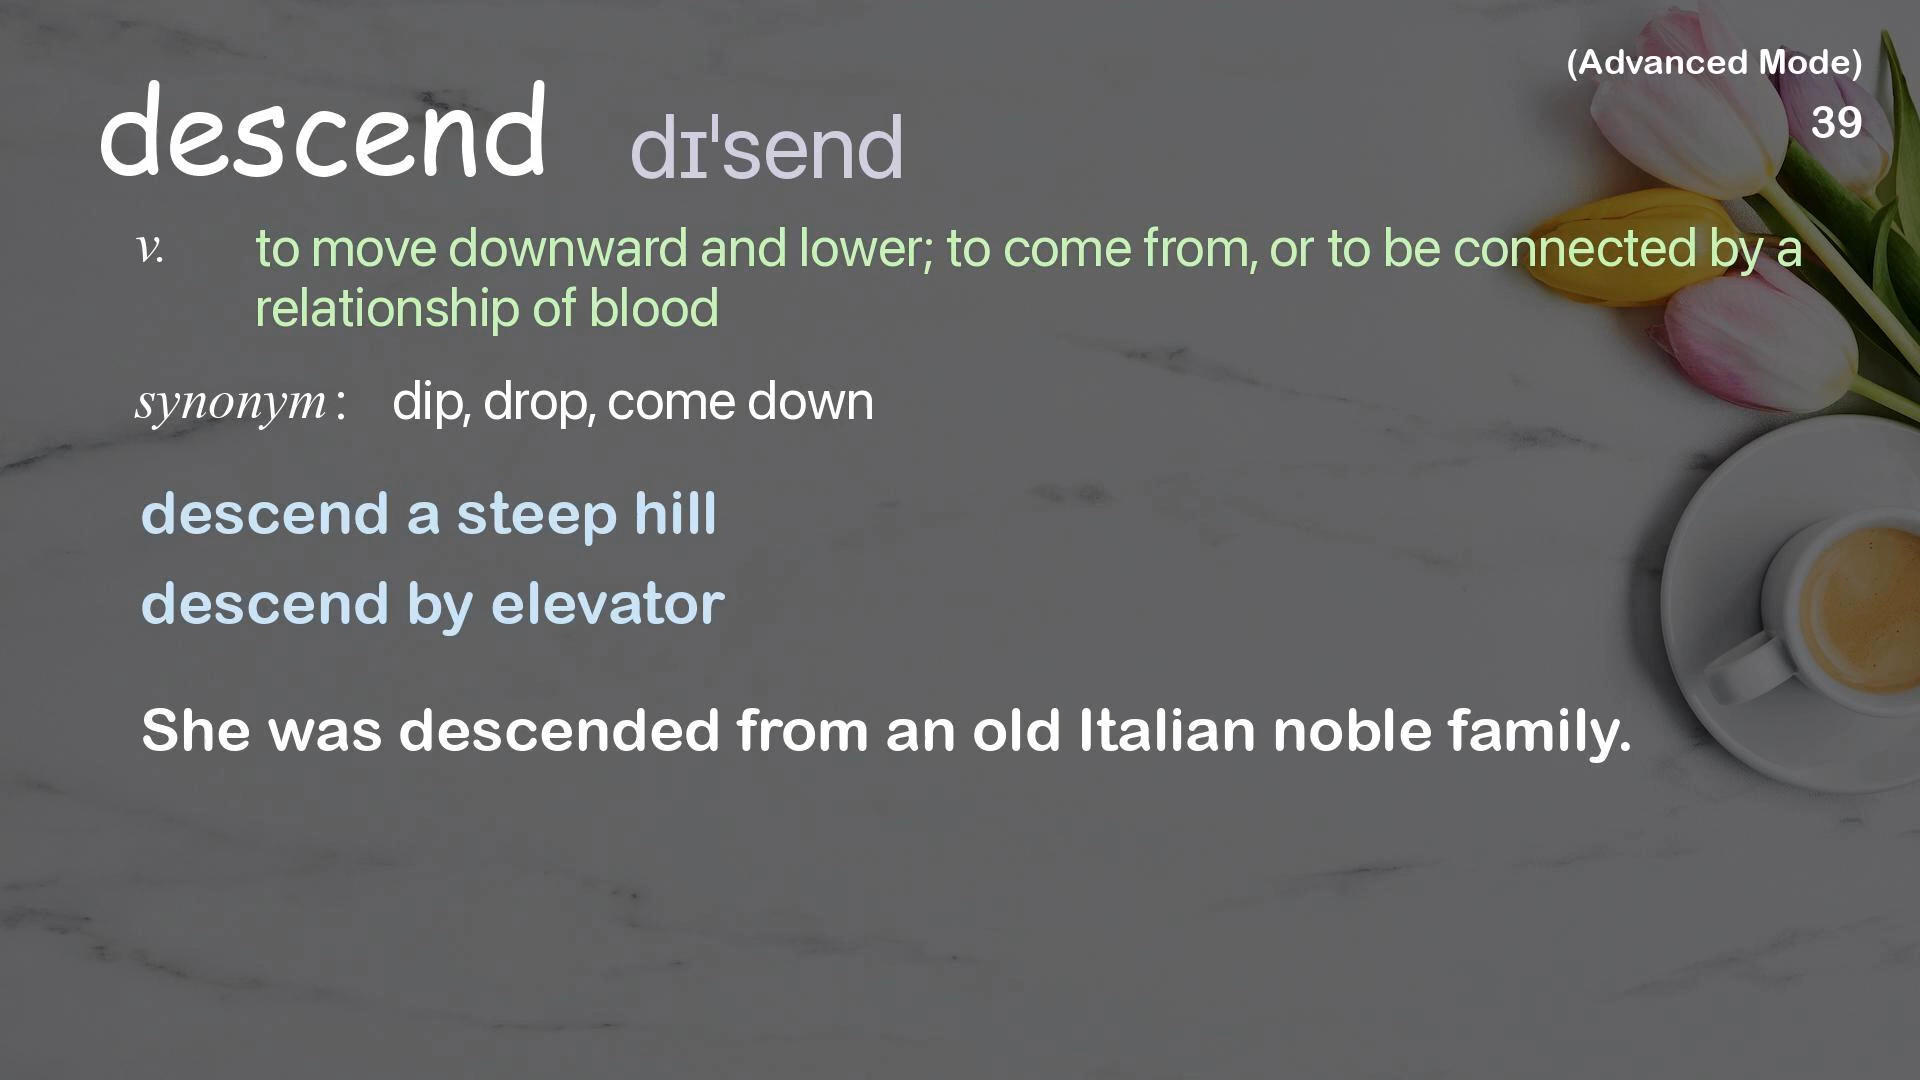 (Advanced Mode)
39
descend dɪˈsend
v. to move downward and lower; to come from, or to be connected by a
relationship of blood
synonym : dip, drop, come down
descend a steep hill
descend by elevator
She was descended from an old Italian noble family.